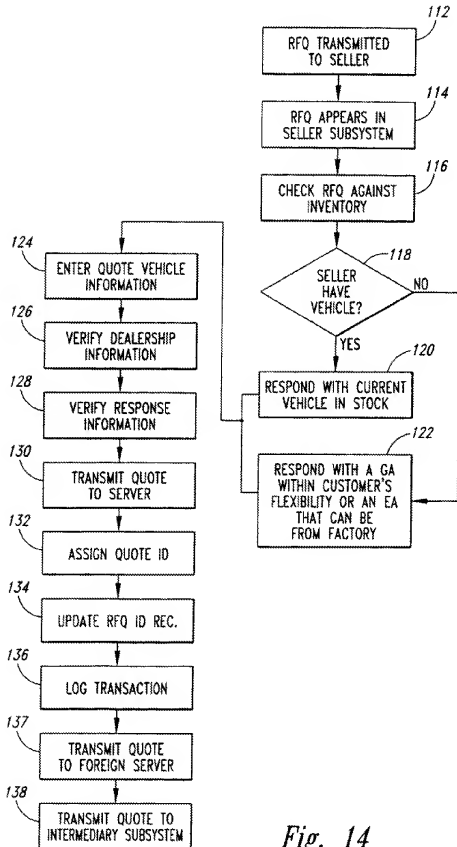 112
RFQ TRANSMITTED
TO SELLER
114
RFQ APPEARS IN
SELLER SUBSYSTEM
116
CHECK RFQ AGAINST
INVENTORY
118
SELLER
HAVE
VEHICLE?
NO
YES
120
RESPOND WITH CURRENT
VEHICLE IN STOCK
122
RESPOND WITH A GA
WITHIN CUSTOMER'S
FLEXIBILITY OR AN EA
THAT CAN BE
FROM FACTORY
124
ENTER QUOTE VEHICLE
INFORMATION
126
VERIFY DEALERSHIP
INFORMATION
128
VERIFY RESPONSE
INFORMATION
130
TRANSMIT QUOTE
TO SERVER
132
ASSIGN QUOTE ID
134
UPDATE RFQ ID REC.
136
LOG TRANSACTION
137
TRANSMIT QUOTE
TO FOREIGN SERVER
138
TRANSMIT QUOTE TO
INTERMEDIARY SUBSYSTEM
Fig. 14